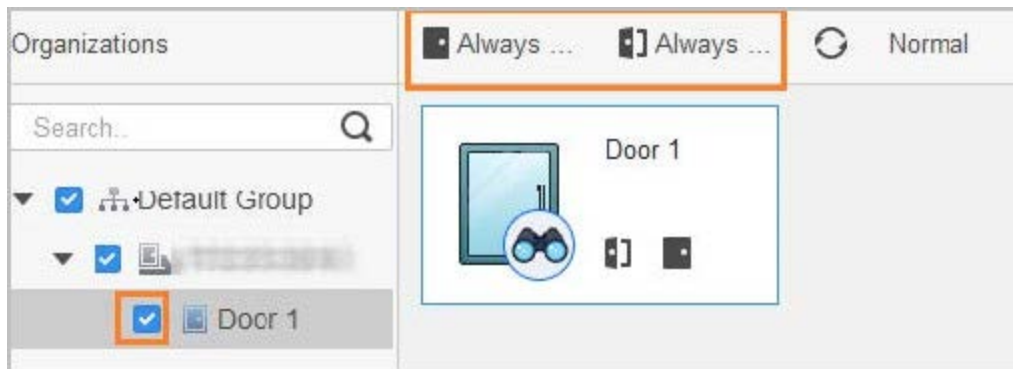 Organizations
Always ... Always ... Normal
Search..
Door 1
Default Group
Door 1